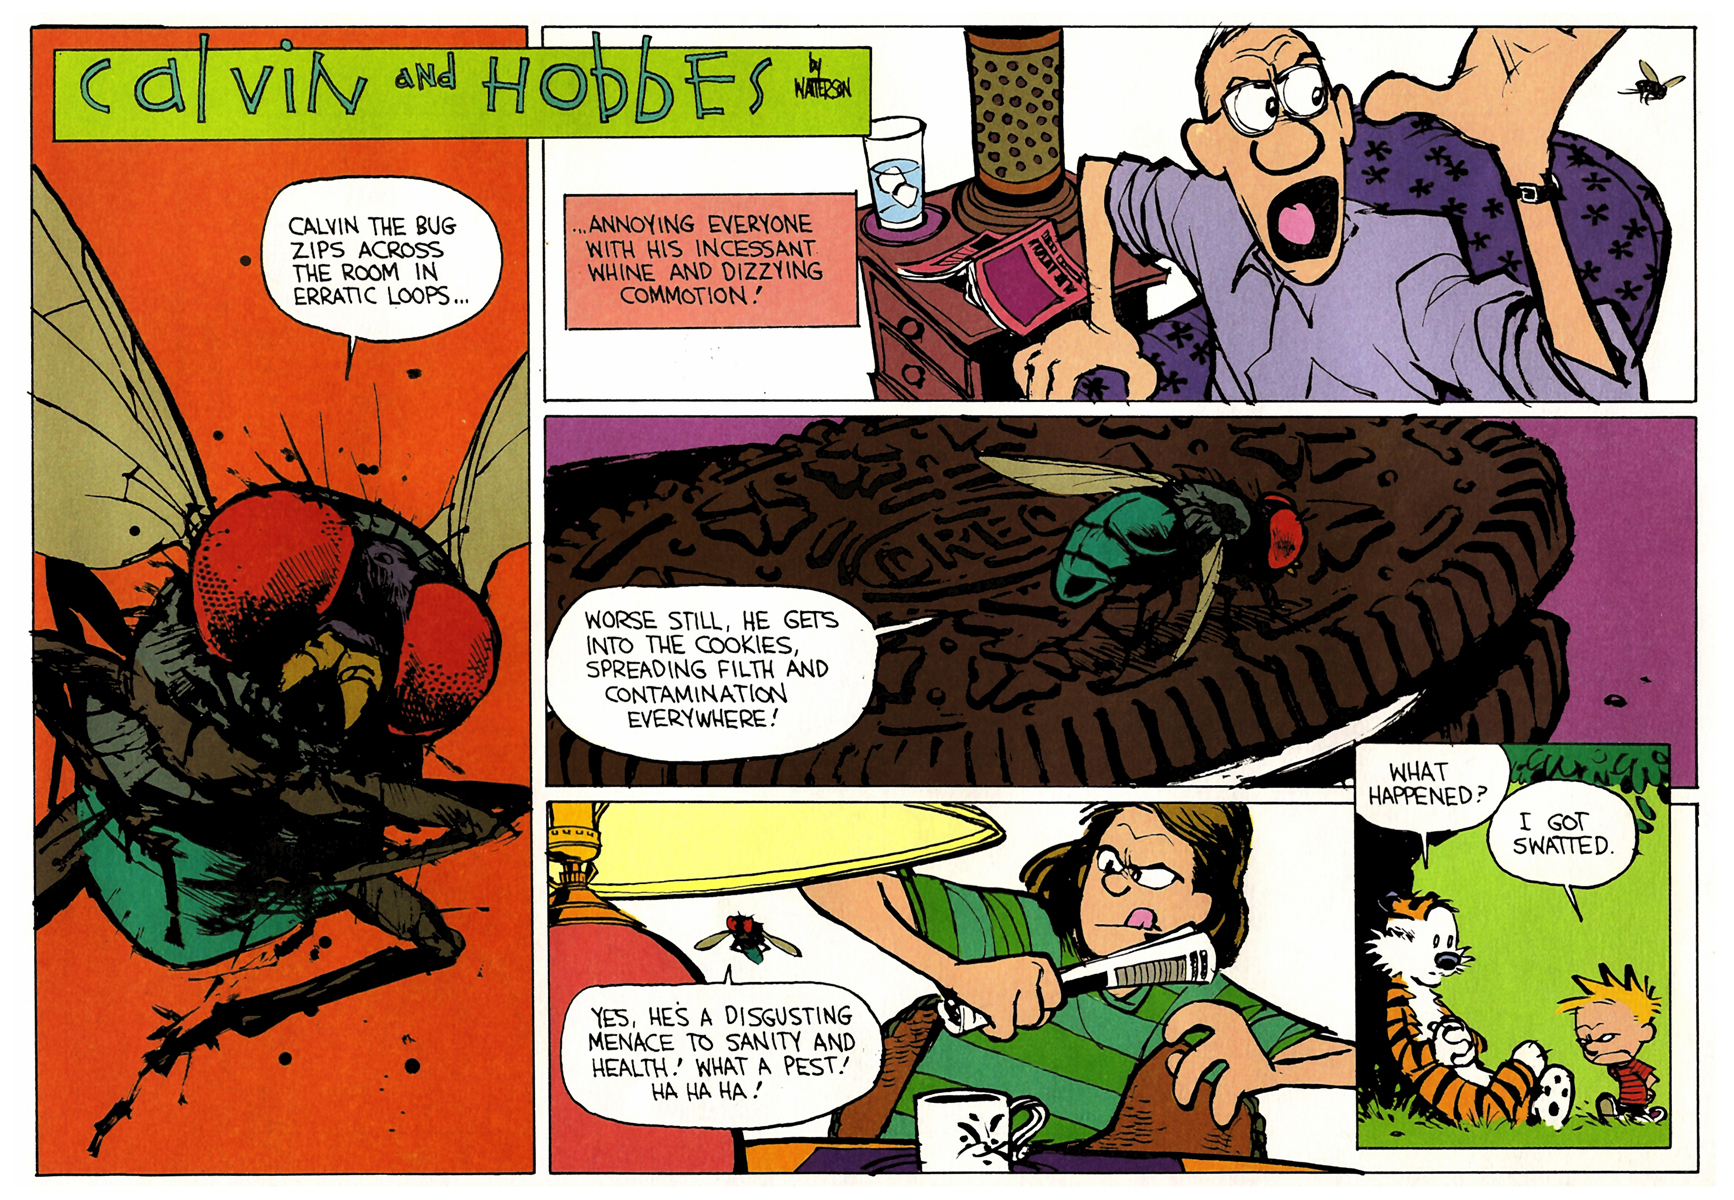 CALVIN AND HOBBES
by
WATTERSON
CALVIN THE BUG
ZIPS ACROSS
THE ROOM IN
ERRATIC LOOPS...
...ANNOYING EVERYONE
WITH HIS INCESSANT
WHINE AND DIZZYING
COMMOTION!
OREO
WORSE STILL, HE GETS
INTO THE COOKIES,
SPREADING FILTH AND
CONTAMINATION
EVERYWHERE!
YES, HE'S A DISGUSTING
MENACE TO SANITY AND
HEALTH! WHAT A PEST!
HA HA HA!
WHAT
HAPPENED?
I GOT
SWATTED.